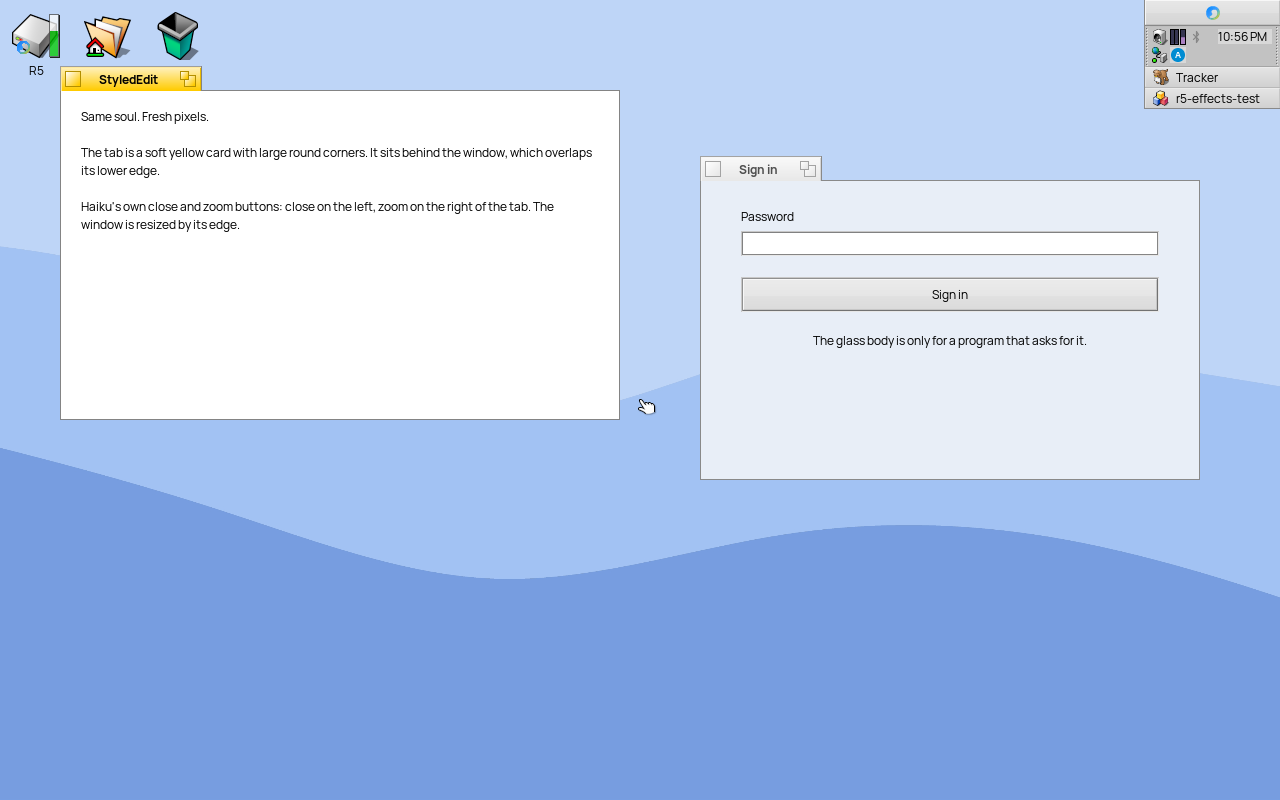 R5
StyledEdit
Same soul. Fresh pixels.
The tab is a soft yellow card with large round corners. It sits behind the window, which overlaps
its lower edge.
Haiku's own close and zoom buttons: close on the left, zoom on the right of the tab. The
window is resized by its edge.
Sign in
Password
Sign in
The glass body is only for a program that asks for it.
10:56 PM
A
Tracker
r5-effects-test